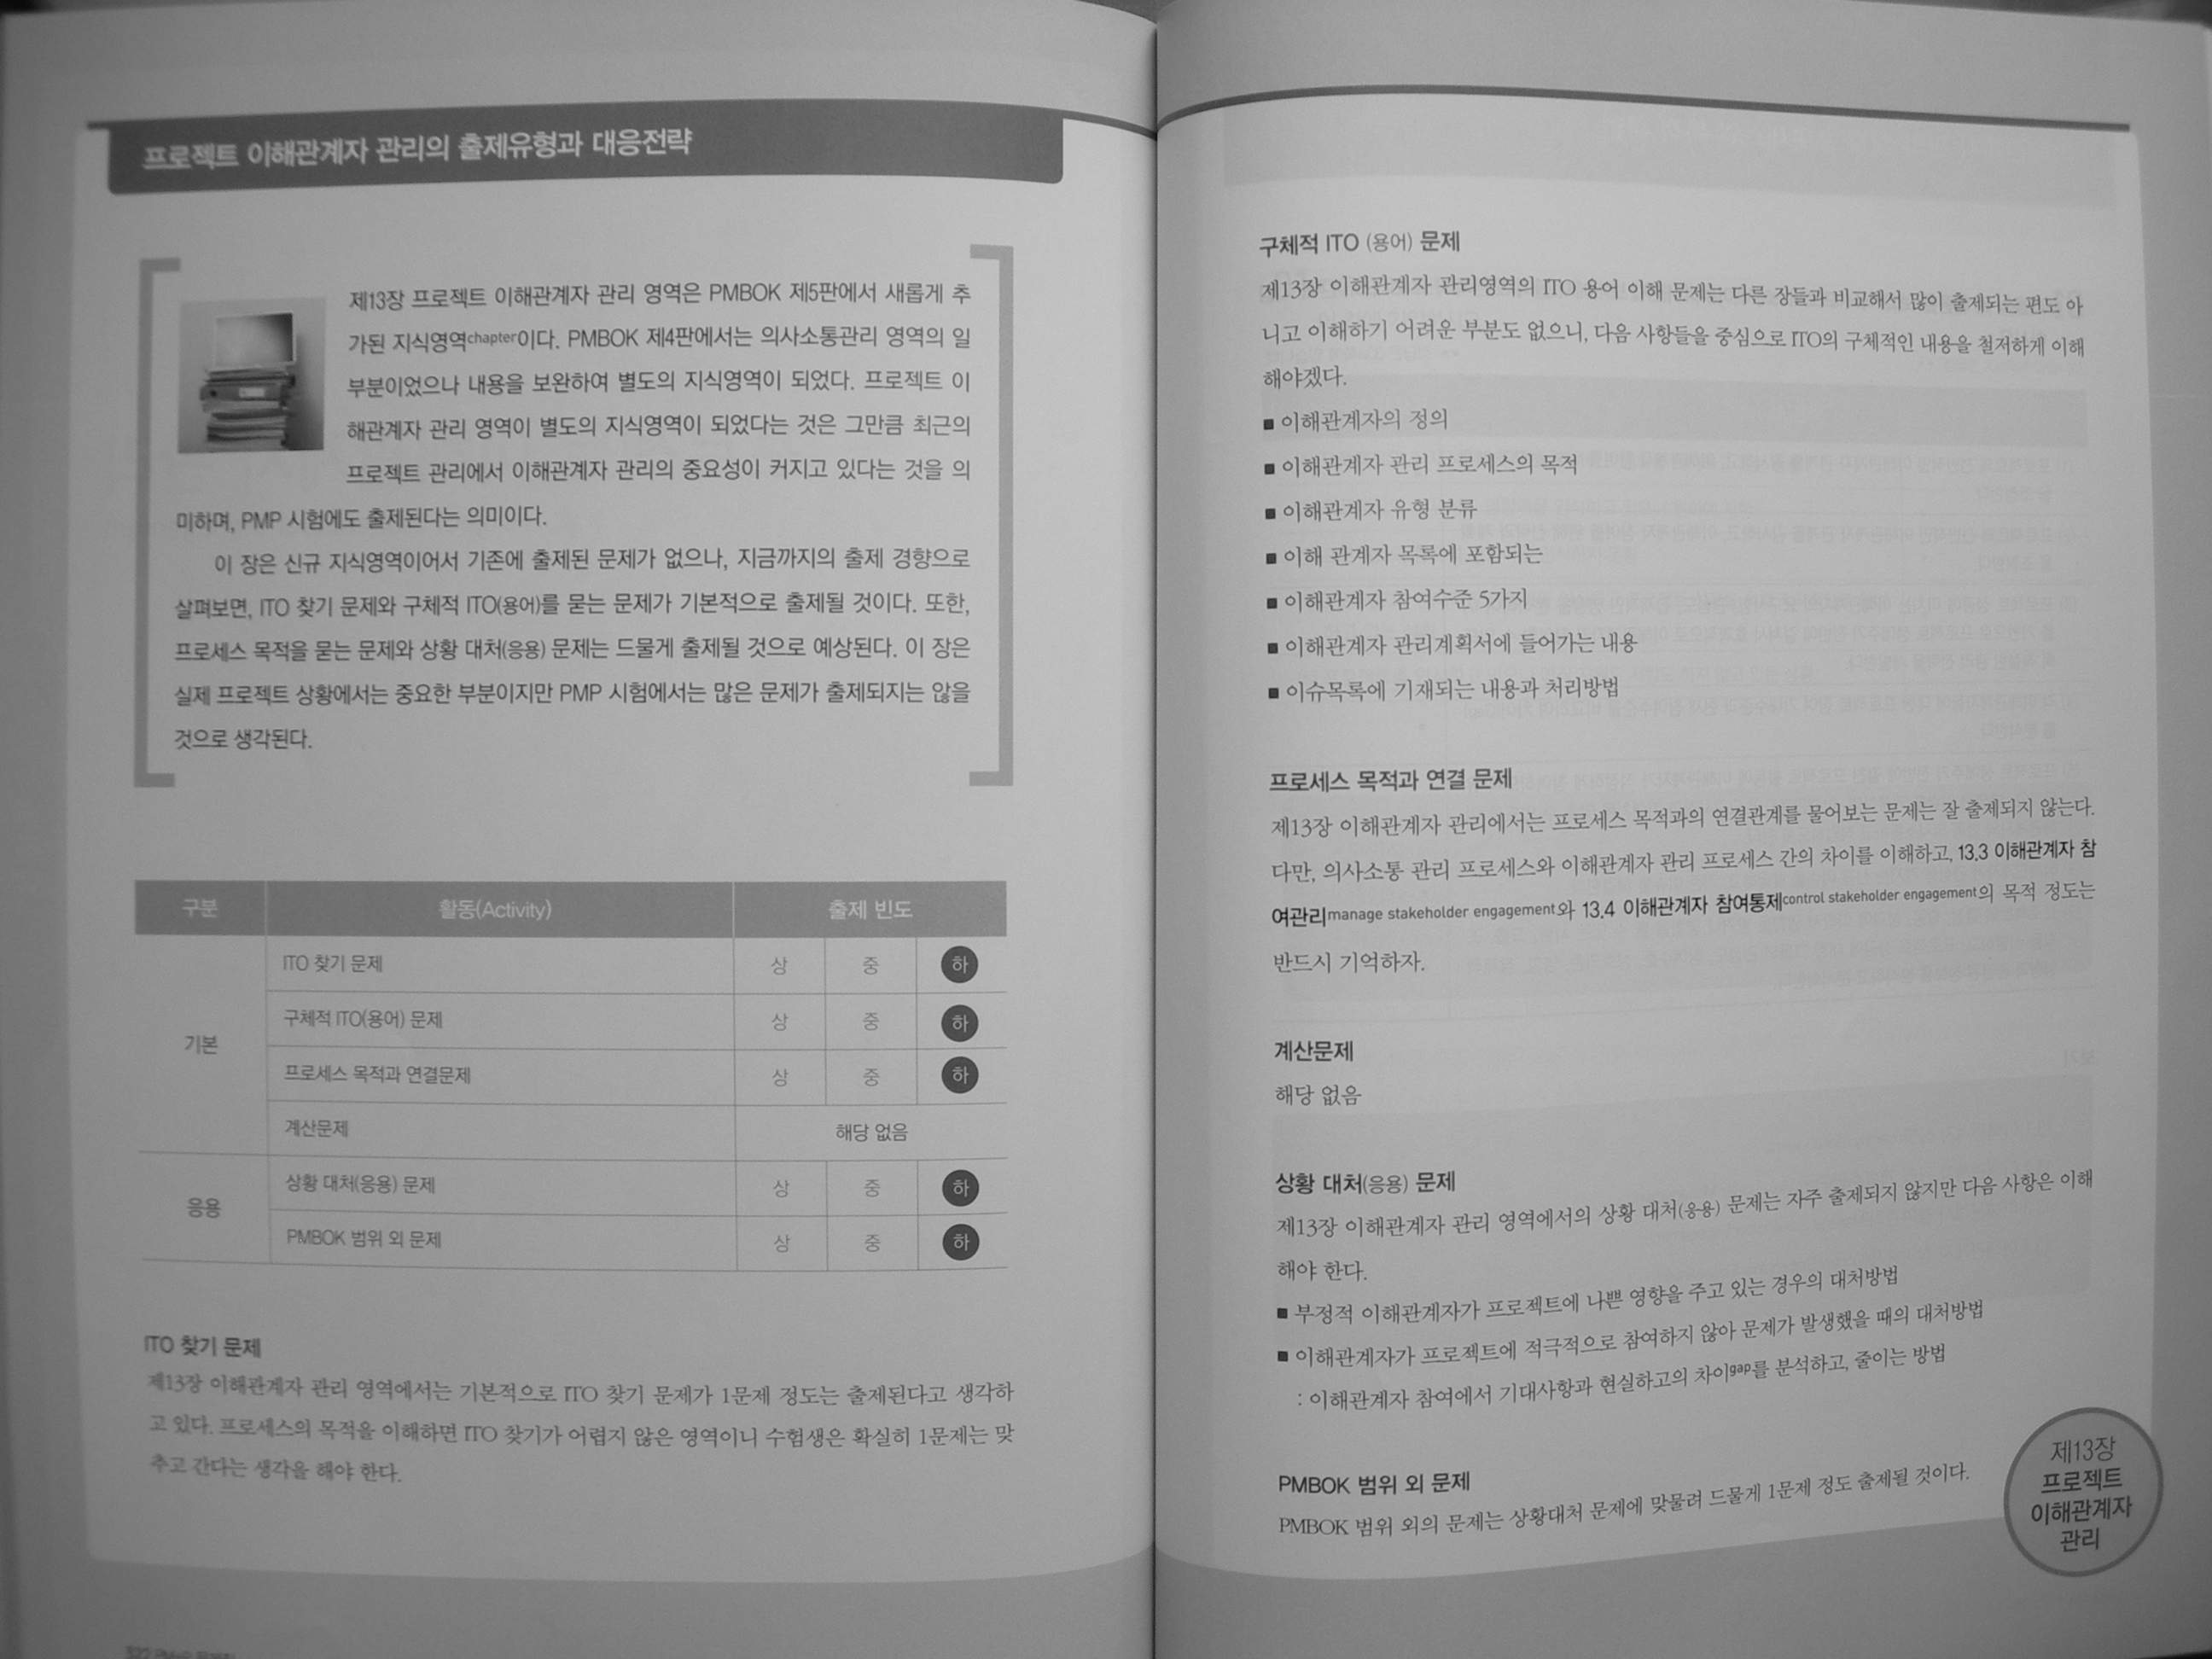 프로젝트 이해관계자 관리의 출제유형과 대응전략
제13장 프로젝트 이해관계자 관리 영역은 PMBOK 제5판에서 새롭게 추
가된 지식영역chapter이다. PMBOK 제4판에서는 의사소통관리 영역의 일
부분이었으나 내용을 보완하여 별도의 지식영역이 되었다. 프로젝트 이
해관계자 관리 영역이 별도의 지식영역이 되었다는 것은 그만큼 최근의
프로젝트 관리에서 이해관계자 관리의 중요성이 커지고 있다는 것을 의
미하며, PMP 시험에도 출제된다는 의미이다.
이 장은 신규 지식영역이어서 기존에 출제된 문제가 없으나, 지금까지의 출제 경향으로
살펴보면, ITO 찾기 문제와 구체적 ITO(용어)를 묻는 문제가 기본적으로 출제될 것이다. 또한,
프로세스 목적을 묻는 문제와 상황 대처(응용) 문제는 드물게 출제될 것으로 예상된다. 이 장은
실제 프로젝트 상황에서는 중요한 부분이지만 PMP 시험에서는 많은 문제가 출제되지는 않을
것으로 생각된다.
구분 활동(Activity) 출제 빈도
기본
ITO 찾기 문제 상 중 하
구체적 ITO(용어) 문제 상 중 하
프로세스 목적과 연결문제 상 중 하
계산문제 해당 없음
응용
상황 대처(응용) 문제 상 중 하
PMBOK 범위 외 문제 상 중 하
ITO 찾기 문제
제13장 이해관계자 관리 영역에서는 기본적으로 ITO 찾기 문제가 1문제 정도는 출제된다고 생각하
고 있다. 프로세스의 목적을 이해하면 ITO 찾기가 어렵지 않은 영역이니 수험생은 확실히 1문제는 맞
추고 간다는 생각을 해야 한다.
구체적 ITO (용어) 문제
제13장 이해관계자 관리영역의 ITO 용어 이해 문제는 다른 장들과 비교해서 많이 출제되는 편도 아
니고 이해하기 어려운 부분도 없으니, 다음 사항들을 중심으로 ITO의 구체적인 내용을 철저하게 이해
해야겠다.
■ 이해관계자의 정의
■ 이해관계자 관리 프로세스의 목적
■ 이해관계자 유형 분류
■ 이해 관계자 목록에 포함되는
■ 이해관계자 참여수준 5가지
■ 이해관계자 관리계획서에 들어가는 내용
■ 이슈목록에 기재되는 내용과 처리방법
프로세스 목적과 연결 문제
제13장 이해관계자 관리에서는 프로세스 목적과의 연결관계를 물어보는 문제는 잘 출제되지 않는다.
다만, 의사소통 관리 프로세스와 이해관계자 관리 프로세스 간의 차이를 이해하고, 13.3 이해관계자 참
여관리manage stakeholder engagement와 13.4 이해관계자 참여통제control stakeholder engagement의 목적 정도는
반드시 기억하자.
계산문제
해당 없음
상황 대처(응용) 문제
제13장 이해관계자 관리 영역에서의 상황 대처(응용) 문제는 자주 출제되지 않지만 다음 사항은 이해
해야 한다.
■ 부정적 이해관계자가 프로젝트에 나쁜 영향을 주고 있는 경우의 대처방법
■ 이해관계자가 프로젝트에 적극적으로 참여하지 않아 문제가 발생했을 때의 대처방법
: 이해관계자 참여에서 기대사항과 현실하고의 차이gap를 분석하고, 줄이는 방법
PMBOK 범위 외 문제
PMBOK 범위 외의 문제는 상황대처 문제에 맞물려 드물게 1문제 정도 출제될 것이다.
제13장
프로젝트
이해관계자
관리